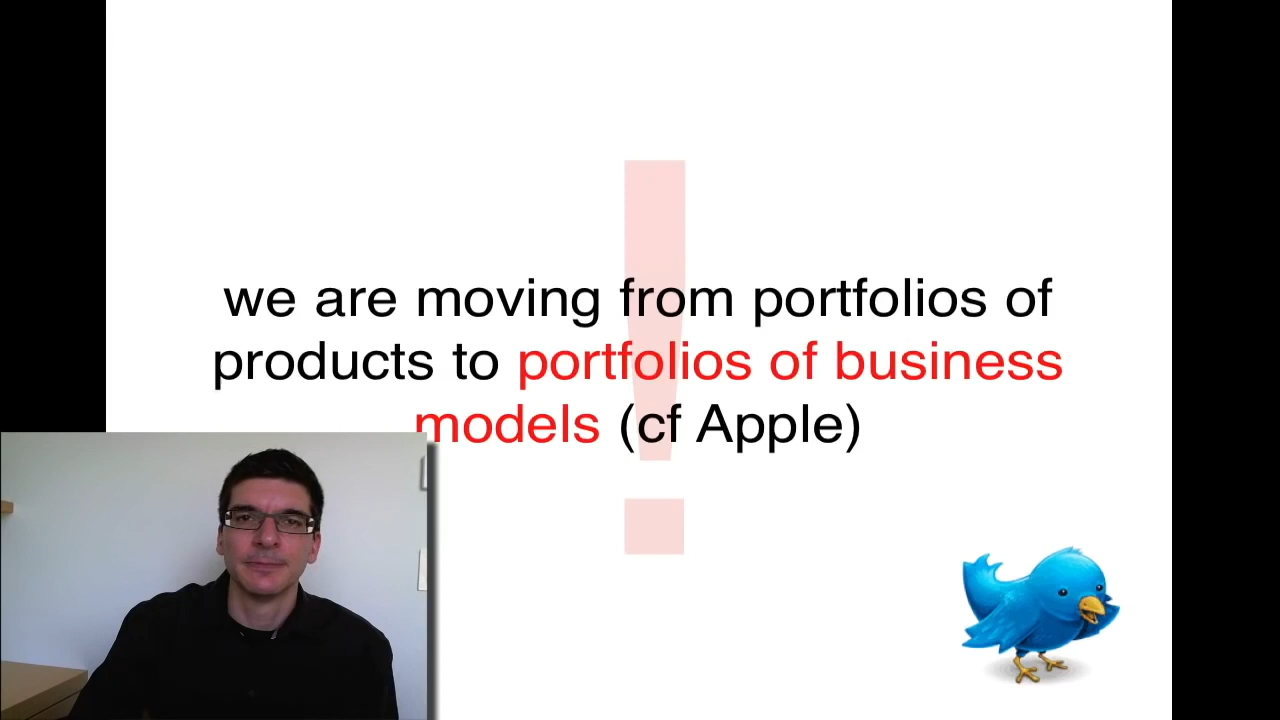 we are moving from portfolios of
products to portfolios of business
models (cf Apple)